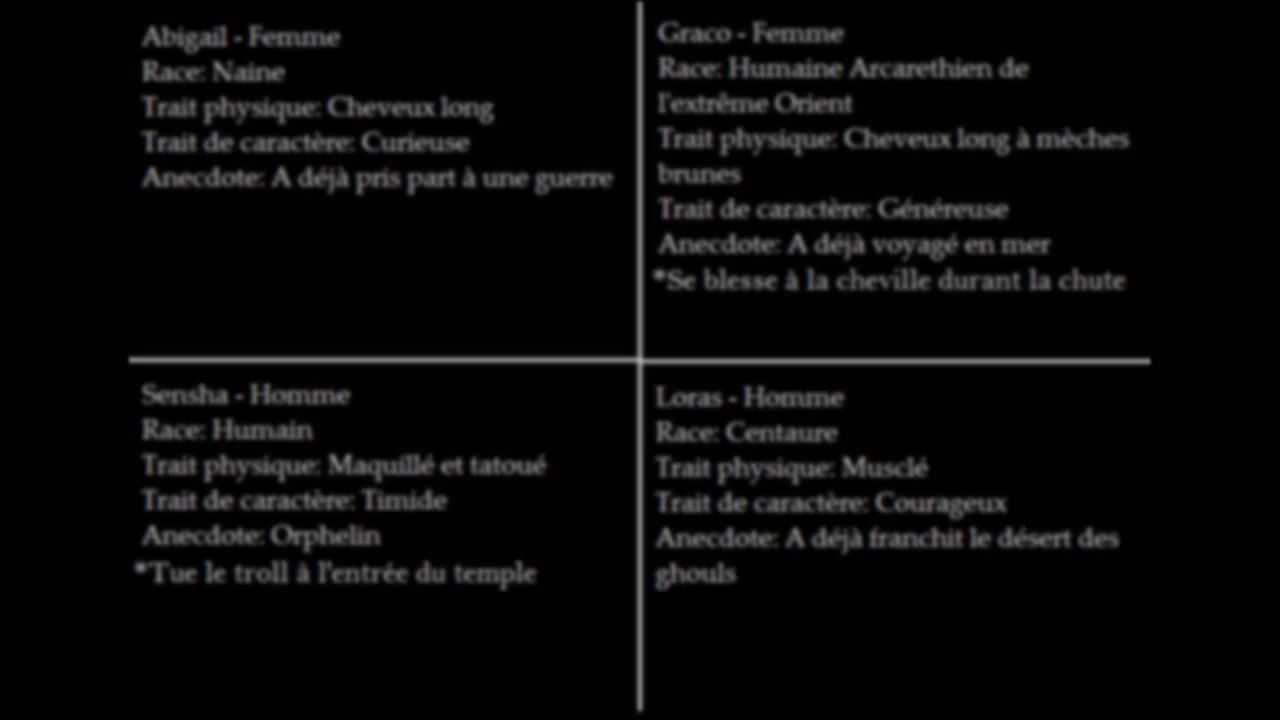 Abigail - Femme
Race: Naine
Trait physique: Cheveux long
Trait de caractère: Curieuse
Anecdote: A déjà pris part à une guerre
Graco - Femme
Race: Humaine Arcarethien de
l'extrême Orient
Trait physique: Cheveux long à mèches
brunes
Trait de caractère: Généreuse
Anecdote: A déjà voyagé en mer
*Se blesse à la cheville durant la chute
Sensha - Homme
Race: Humain
Trait physique: Maquillé et tatoué
Trait de caractère: Timide
Anecdote: Orphelin
*Tue le troll à l'entrée du temple
Loras - Homme
Race: Centaure
Trait physique: Musclé
Trait de caractère: Courageux
Anecdote: A déjà franchit le désert des
ghouls